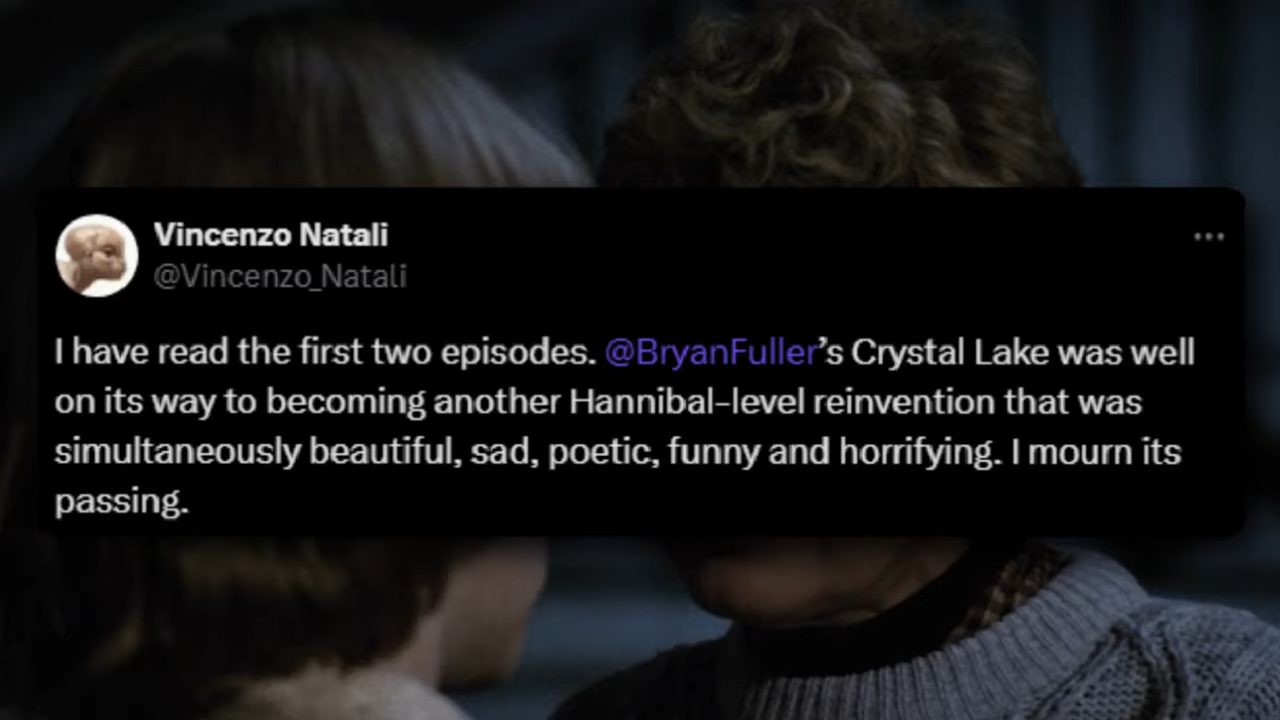 Vincenzo Natali
@Vincenzo_Natali
I have read the first two episodes. @BryanFuller’s Crystal Lake was well
on its way to becoming another Hannibal-level reinvention that was
simultaneously beautiful, sad, poetic, funny and horrifying. I mourn its
passing.